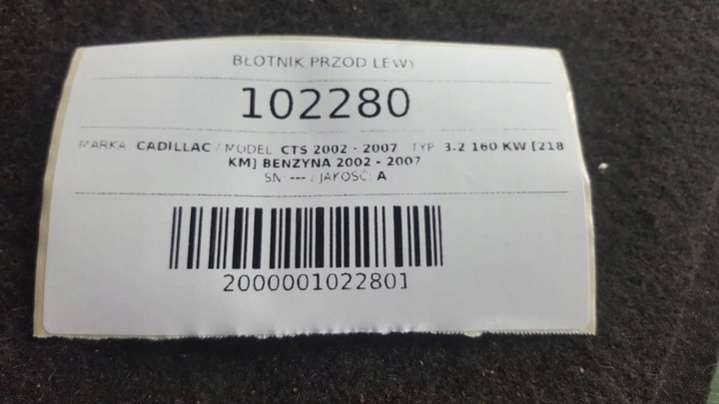 BŁOTNIK PRZOD LEWY
102280
MARKA: CADILLAC / MODEL: CTS 2002 - 2007 TYP: 3.2 160 KW [218
KM] BENZYNA 2002 - 2007
SN: --- / JAKOŚĆ: A
2000001022801